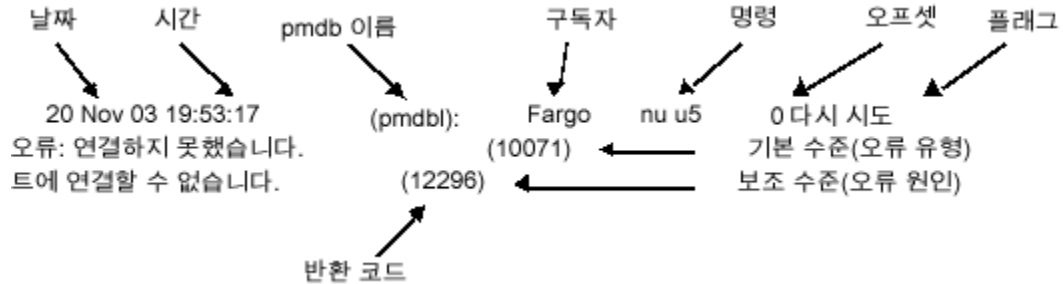 날짜 시간 pmdb 이름 구독자 명령 오프셋 플래그
20 Nov 03 19:53:17 (pmdbl): Fargo nu u5 0 다시 시도
오류: 연결하지 못했습니다. (10071) 기본 수준(오류 유형)
트에 연결할 수 없습니다. (12296) 보조 수준(오류 원인)
반환 코드